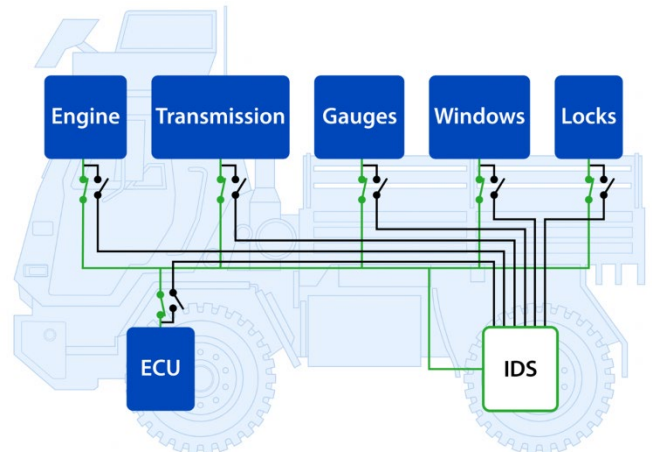 Engine
Transmission
Gauges
Windows
Locks
ECU
IDS